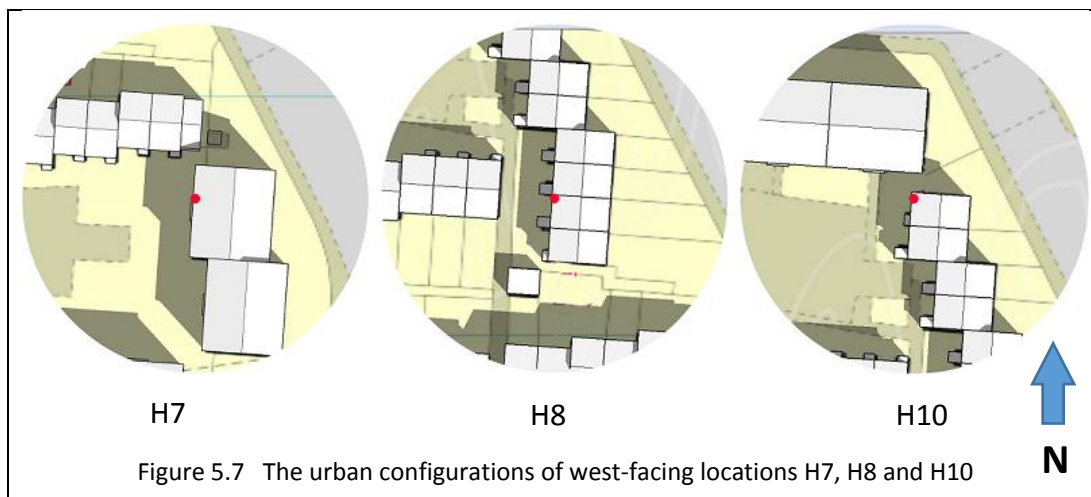 H7
H8
H10
N
Figure 5.7 The urban configurations of west-facing locations H7, H8 and H10